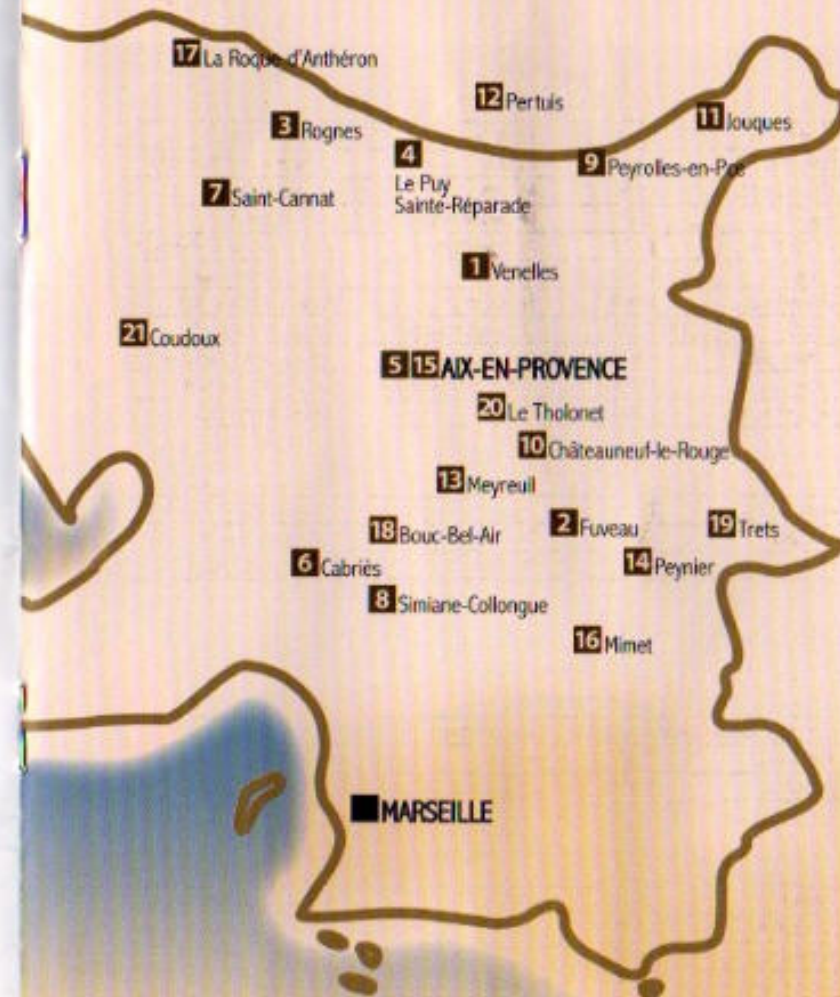 17 La Roque d'Anthéron
12 Pertuis
11 Jouques
3 Rognes
4
Le Puy
Sainte-Réparade
9 Peyrolles-en-Pce
7 Saint-Cannat
1 Venelles
21 Coudoux
5 15 AIX-EN-PROVENCE
20 Le Tholonet
10 Châteauneuf-le-Rouge
13 Meyreuil
18 Bouc-Bel-Air
2 Fuveau
19 Trets
6 Cabriès
14 Peynier
8 Simiane-Collongue
16 Mimet
MARSEILLE